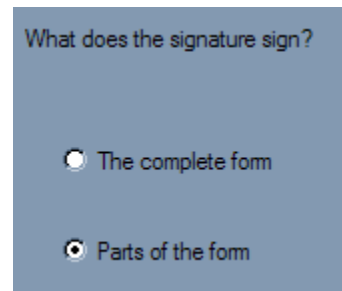 What does the signature sign?
The complete form
Parts of the form